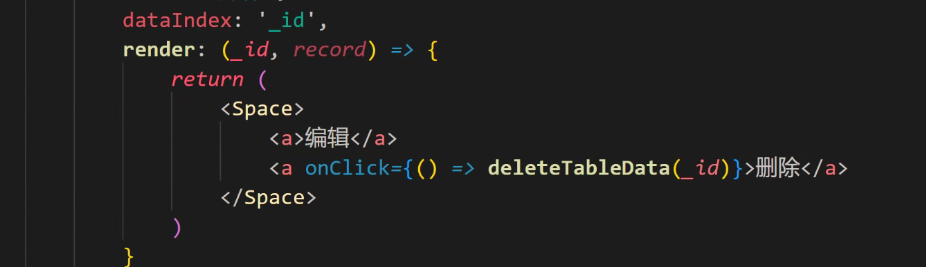 dataIndex: '_id',
render: (_id, record) => {
return (
<Space>
<a>编辑</a>
<a onClick={() => deleteTableData(_id)}>删除</a>
</Space>
)
}